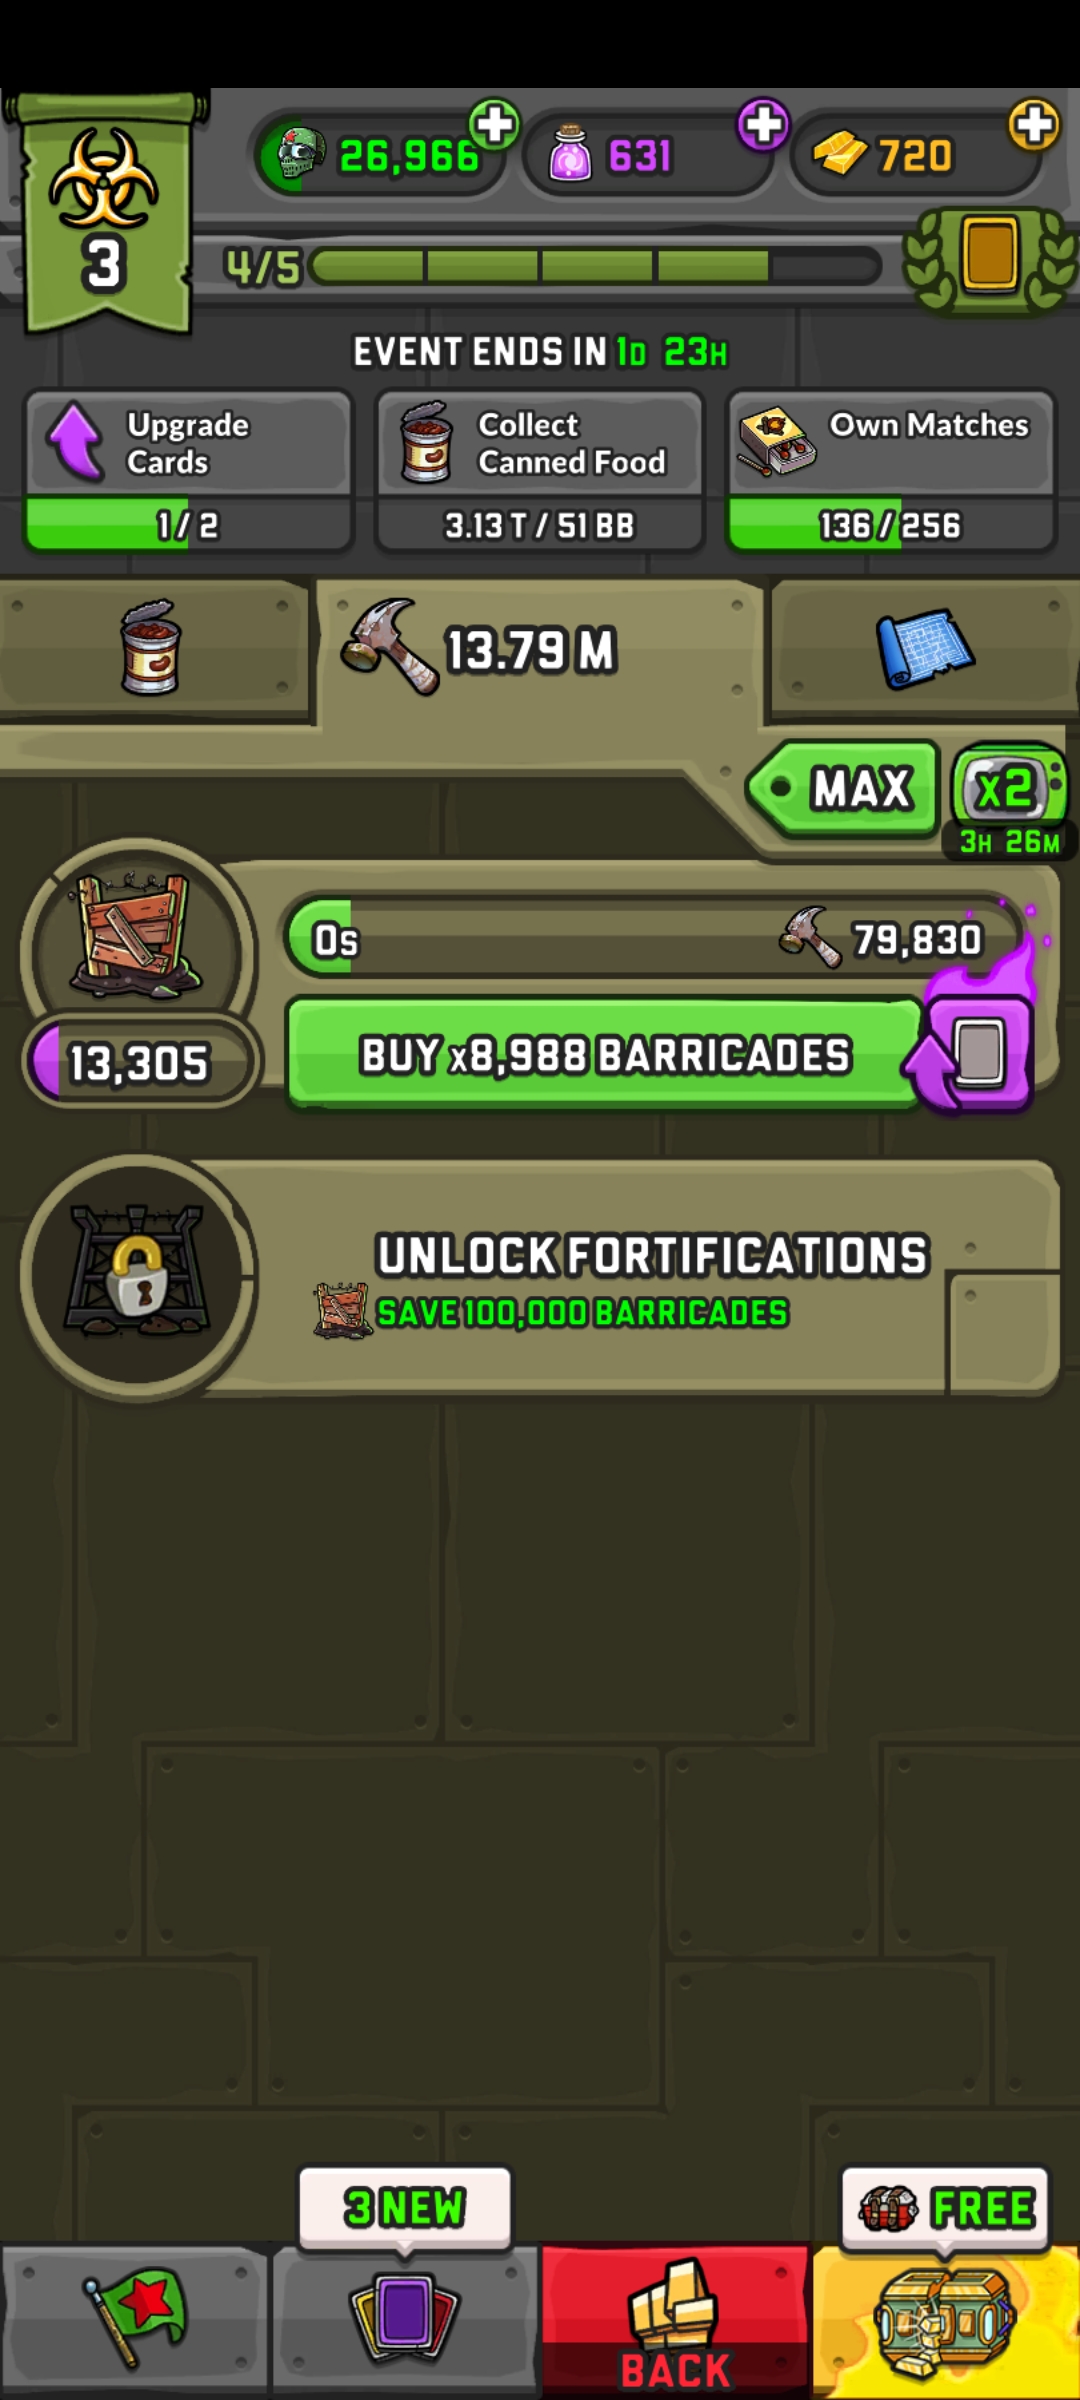 26,966
631
720
3
4/5
EVENT ENDS IN 1D 23H
Upgrade
Cards
1 / 2
Collect
Canned Food
3.13 T / 51 BB
Own Matches
136 / 256
13.79 M
MAX
x2
3H 26M
0s
79,830
13,305
BUY x8,988 BARRICADES
UNLOCK FORTIFICATIONS
SAVE 100,000 BARRICADES
3 NEW
FREE
BACK